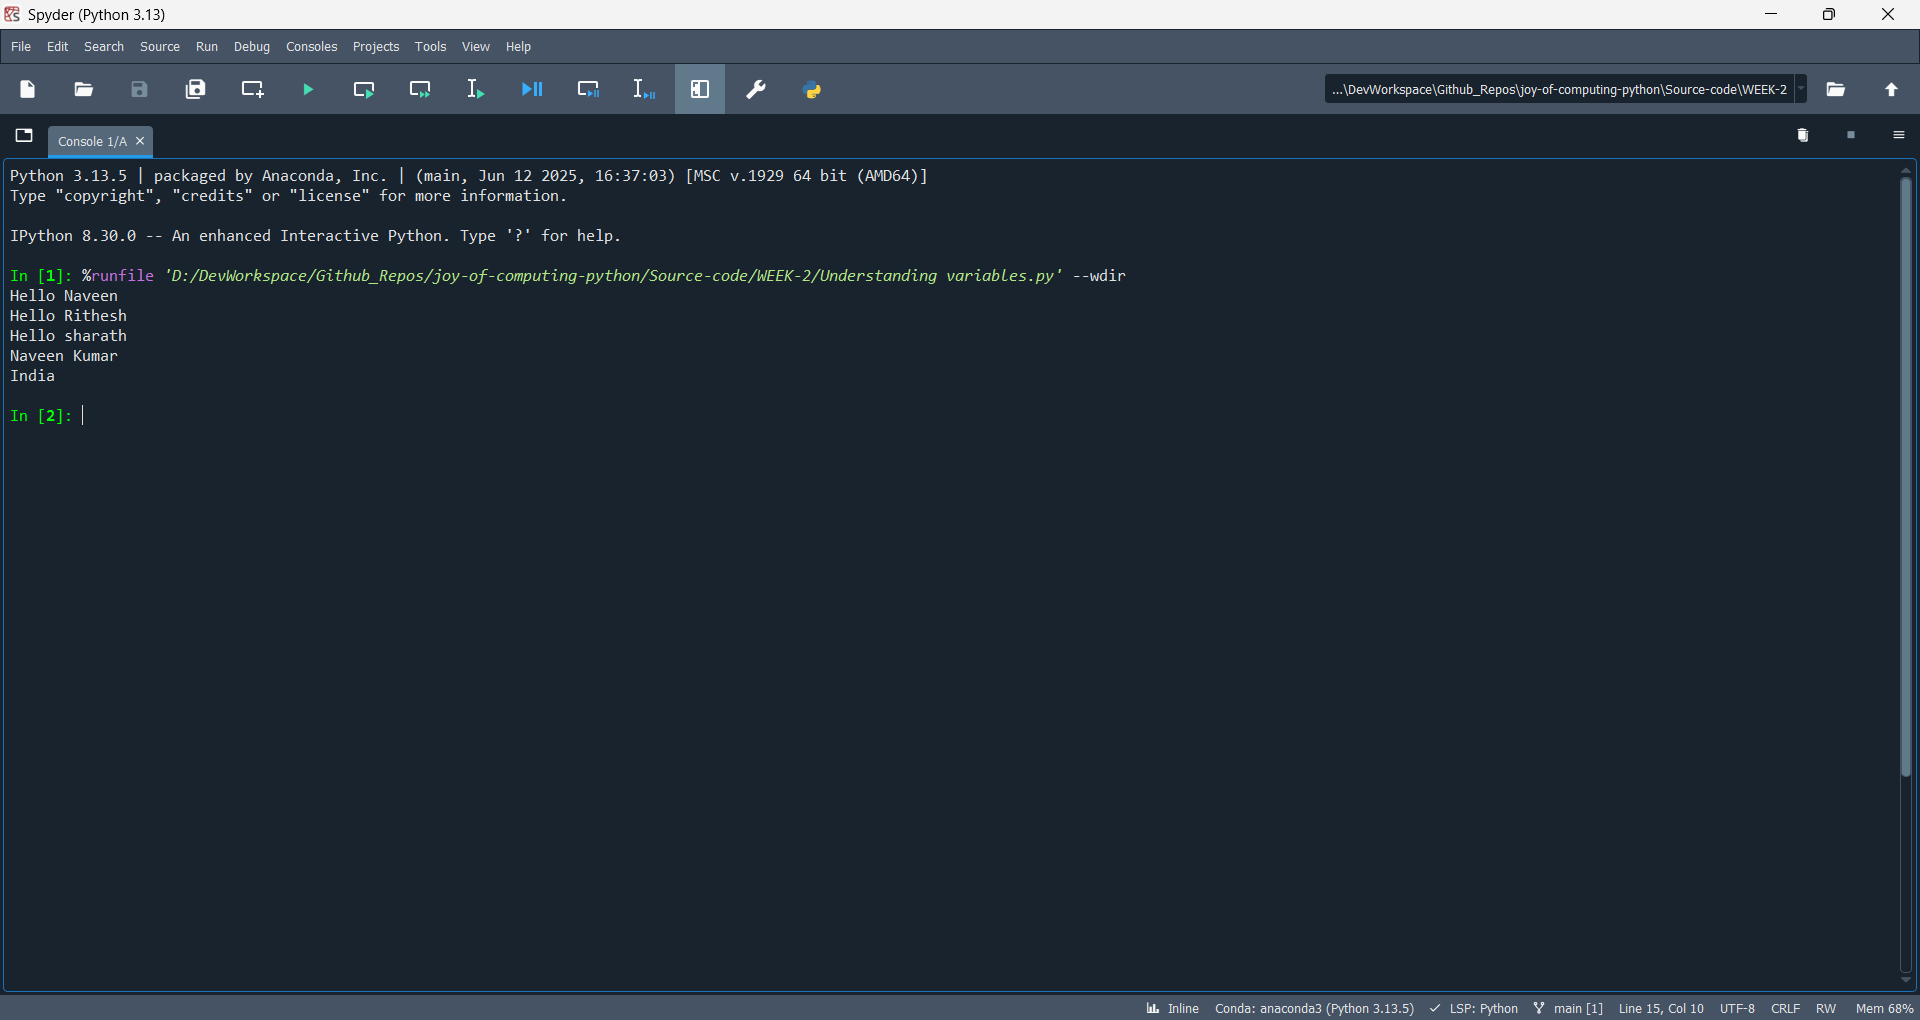 Spyder (Python 3.13)
File Edit Search Source Run Debug Consoles Projects Tools View Help
...\DevWorkspace\Github_Repos\joy-of-computing-python\Source-code\WEEK-2
Console 1/A
Python 3.13.5 | packaged by Anaconda, Inc. | (main, Jun 12 2025, 16:37:03) [MSC v.1929 64 bit (AMD64)]
Type "copyright", "credits" or "license" for more information.
IPython 8.30.0 -- An enhanced Interactive Python. Type '?' for help.
In [1]: %runfile 'D:/DevWorkspace/Github_Repos/joy-of-computing-python/Source-code/WEEK-2/Understanding variables.py' --wdir
Hello Naveen
Hello Rithesh
Hello sharath
Naveen Kumar
India
In [2]:
Inline Conda: anaconda3 (Python 3.13.5) LSP: Python main [1] Line 15, Col 10 UTF-8 CRLF RW Mem 68%